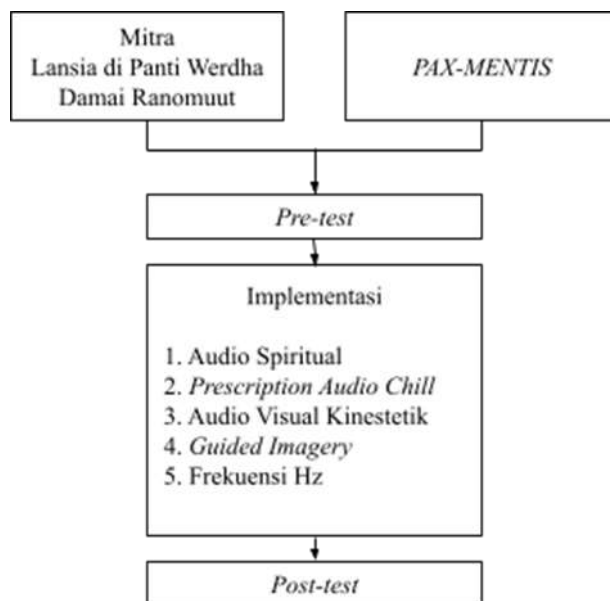 Mitra
Lansia di Panti Werdha
Damai Ranomuut
PAX-MENTIS
Pre-test
Implementasi
1. Audio Spiritual
2. Prescription Audio Chill
3. Audio Visual Kinestetik
4. Guided Imagery
5. Frekuensi Hz
Post-test